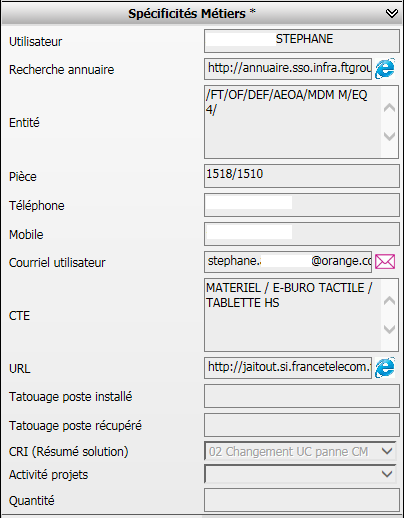 Spécificités Métiers *
Utilisateur STEPHANE
Recherche annuaire http://annuaire.sso.infra.ftgrou
Entité /FT/OF/DEF/AEOA/MDM M/EQ
4/
Pièce 1518/1510
Téléphone
Mobile
Courriel utilisateur stephane. @orange.co
CTE MATERIEL / E-BURO TACTILE /
TABLETTE HS
URL http://jaitout.si.francetelecom.
Tatouage poste installé
Tatouage poste récupéré
CRI (Résumé solution) 02 Changement UC panne CM
Activité projets
Quantité